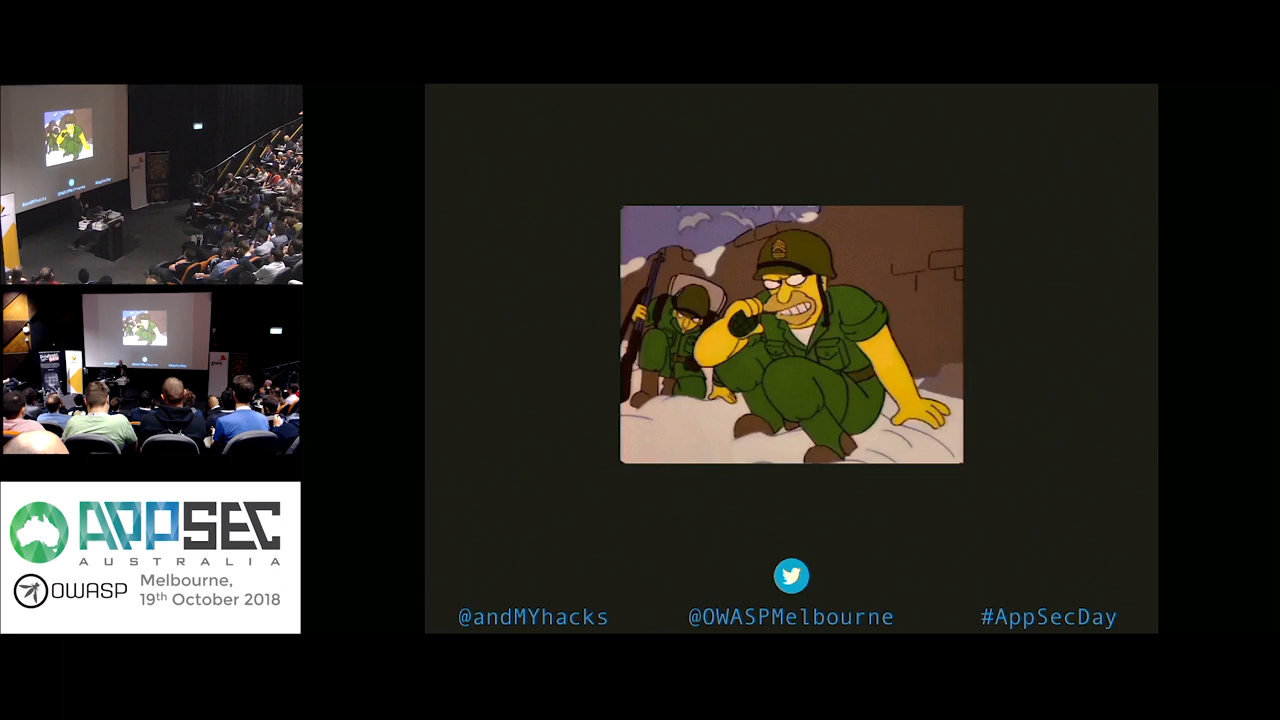 APPSEC
AUSTRALIA
OWASP
Melbourne,
19th October 2018
@andMYhacks
@OWASPMelbourne
#AppSecDay